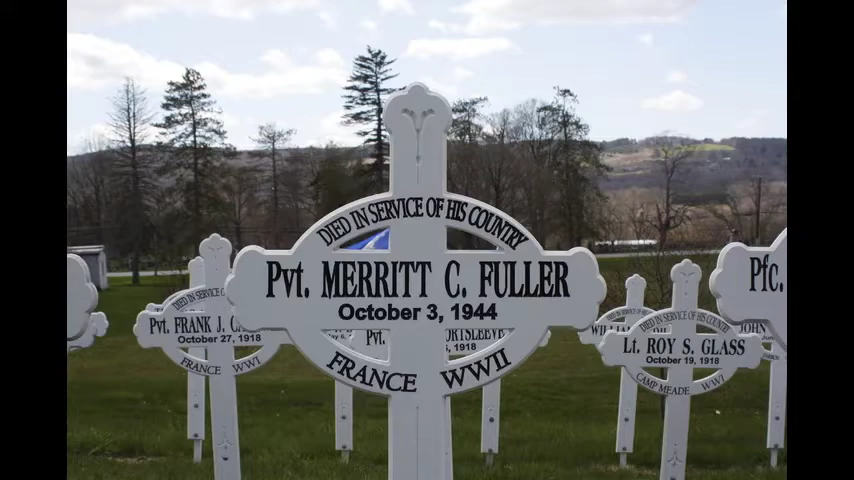 DIED IN SERVICE OF HIS COUNTRY
Pvt. MERRITT C. FULLER
October 3, 1944
FRANCE WWII
DIED IN SERVICE
Pvt. FRANK J.
October 27, 1918
FRANCE WWI
Pvt.
1918
DIED IN SERVICE OF HIS COUNTRY
Lt. ROY S. GLASS
October 19, 1918
CAMP MEADE WWI
Pfc.
JOHN